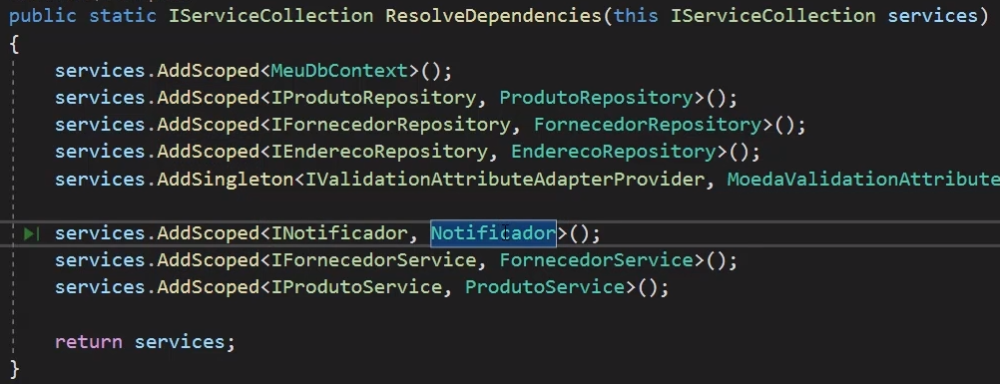 public static IServiceCollection ResolveDependencies(this IServiceCollection services)
{
services.AddScoped<MeuDbContext>();
services.AddScoped<IProdutoRepository, ProdutoRepository>();
services.AddScoped<IFornecedorRepository, FornecedorRepository>();
services.AddScoped<IEnderecoRepository, EnderecoRepository>();
services.AddSingleton<IValidationAttributeAdapterProvider, MoedaValidationAttribute
services.AddScoped<INotificador, Notificador>();
services.AddScoped<IFornecedorService, FornecedorService>();
services.AddScoped<IProdutoService, ProdutoService>();
return services;
}